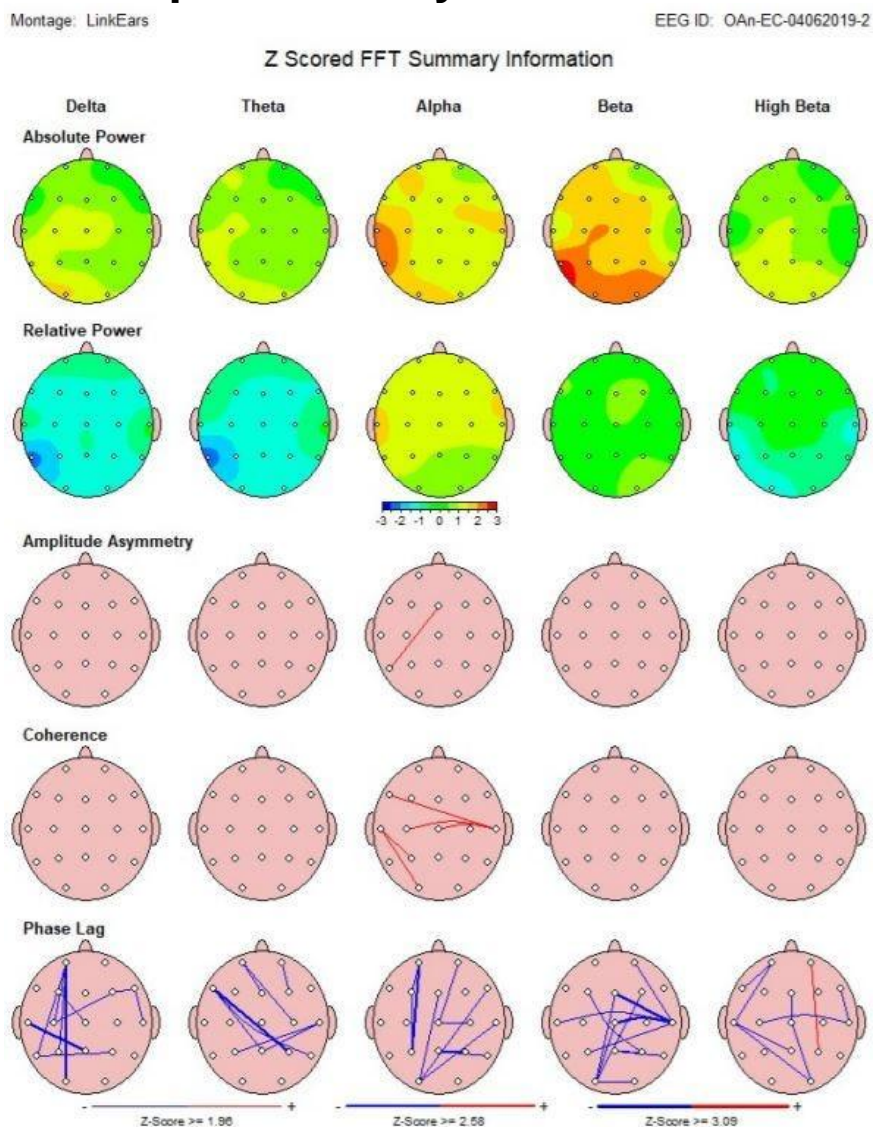 Montage: LinkEars EEG ID: OAn-EC-04062019-2
Z Scored FFT Summary Information
Delta Theta Alpha Beta High Beta
Absolute Power
Relative Power
-3 -2 -1 0 1 2 3
Amplitude Asymmetry
Coherence
Phase Lag
- + - + - +
Z-Score >= 1.96 Z-Score >= 2.58 Z-Score >= 3.09